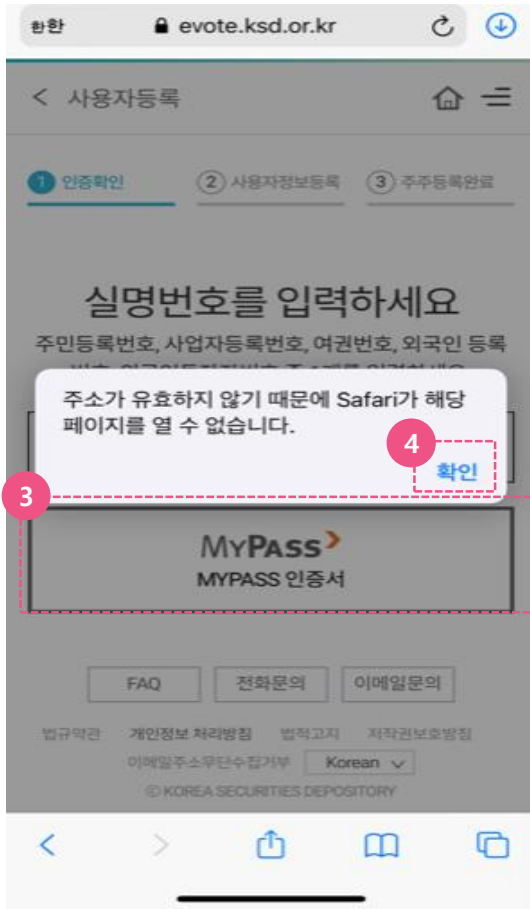 한한 evote.ksd.or.kr
< 사용자등록
1 인증확인 2 사용자정보등록 3 주주등록완료
실명번호를 입력하세요
주민등록번호, 사업자등록번호, 여권번호, 외국인 등록
주소가 유효하지 않기 때문에 Safari가 해당
페이지를 열 수 없습니다.
4
확인
3
MYPASS
MYPASS 인증서
FAQ 전화문의 이메일문의
법규약관 개인정보 처리방침 법적고지 저작권보호방침
이메일주소무단수집거부 Korean
© KOREA SECURITIES DEPOSITORY